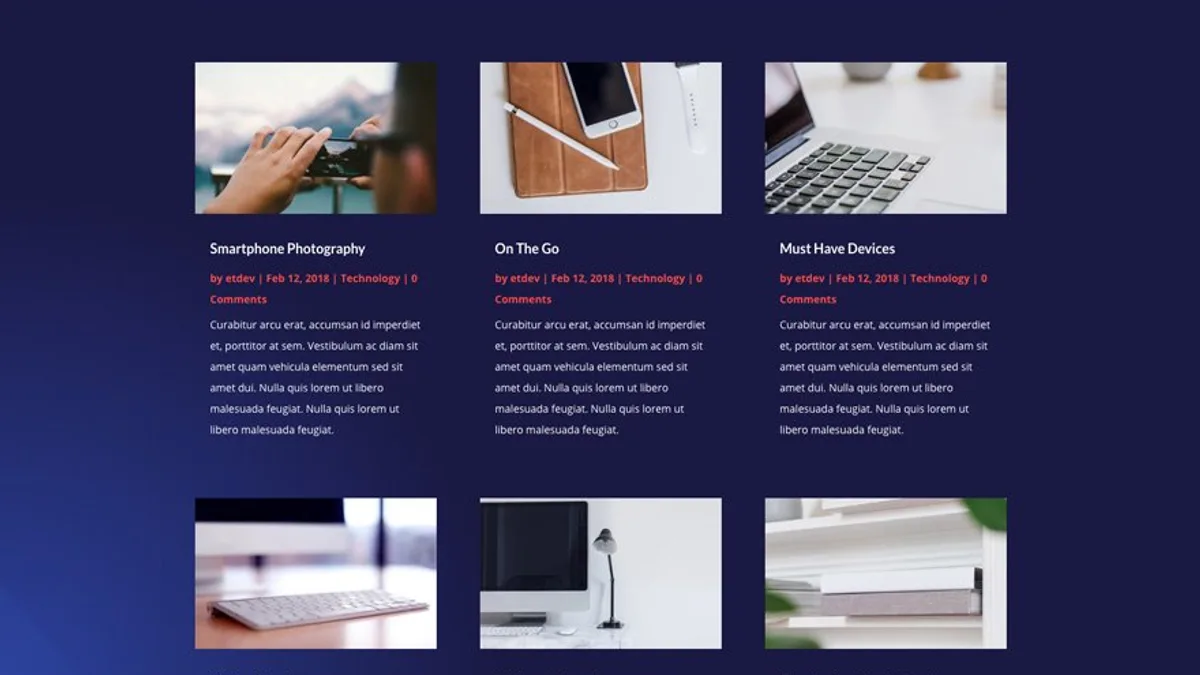 Smartphone Photography
by etdev | Feb 12, 2018 | Technology | 0
Comments
Curabitur arcu erat, accumsan id imperdiet
et, porttitor at sem. Vestibulum ac diam sit
amet quam vehicula elementum sed sit
amet dui. Nulla quis lorem ut libero
malesuada feugiat. Nulla quis lorem ut
libero malesuada feugiat.
On The Go
by etdev | Feb 12, 2018 | Technology | 0
Comments
Curabitur arcu erat, accumsan id imperdiet
et, porttitor at sem. Vestibulum ac diam sit
amet quam vehicula elementum sed sit
amet dui. Nulla quis lorem ut libero
malesuada feugiat. Nulla quis lorem ut
libero malesuada feugiat.
Must Have Devices
by etdev | Feb 12, 2018 | Technology | 0
Comments
Curabitur arcu erat, accumsan id imperdiet
et, porttitor at sem. Vestibulum ac diam sit
amet quam vehicula elementum sed sit
amet dui. Nulla quis lorem ut libero
malesuada feugiat. Nulla quis lorem ut
libero malesuada feugiat.